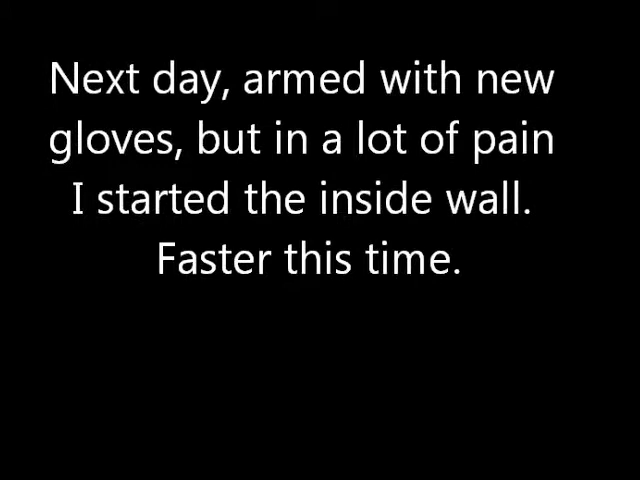 Next day, armed with new
gloves, but in a lot of pain
I started the inside wall.
Faster this time.